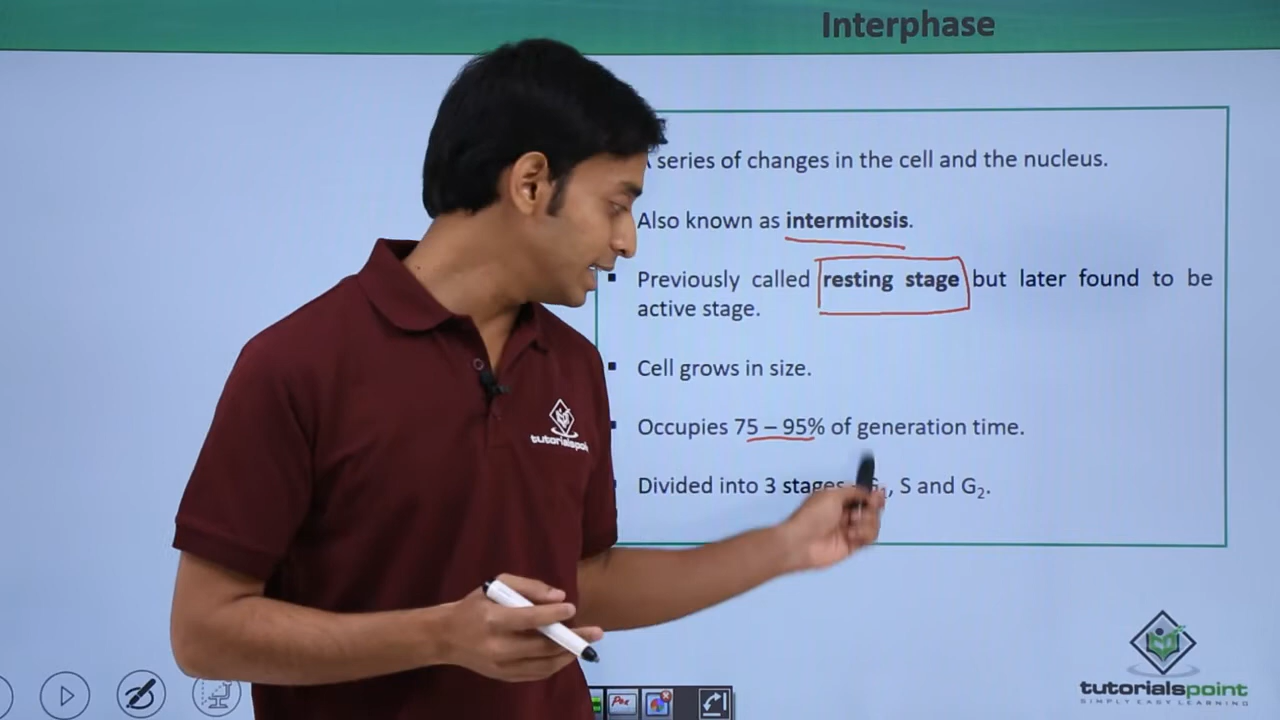 Interphase
series of changes in the cell and the nucleus.
Also known as intermitosis.
Previously called resting stage but later found to be
active stage.
Cell grows in size.
Occupies 75 – 95% of generation time.
Divided into 3 stages , S and G₂.
tutorialspoint
tutorialspoint
SIMPLY EASY LEARNING